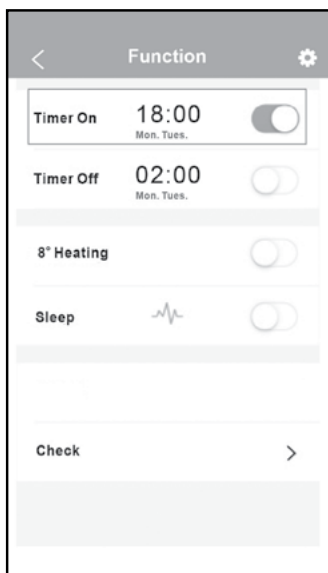 Function
Timer On 18:00
Mon. Tues.
Timer Off 02:00
Mon. Tues.
8° Heating
Sleep
Check